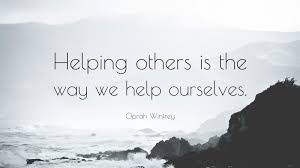 Helping others is the
way we help ourselves.
Oprah Winfrey